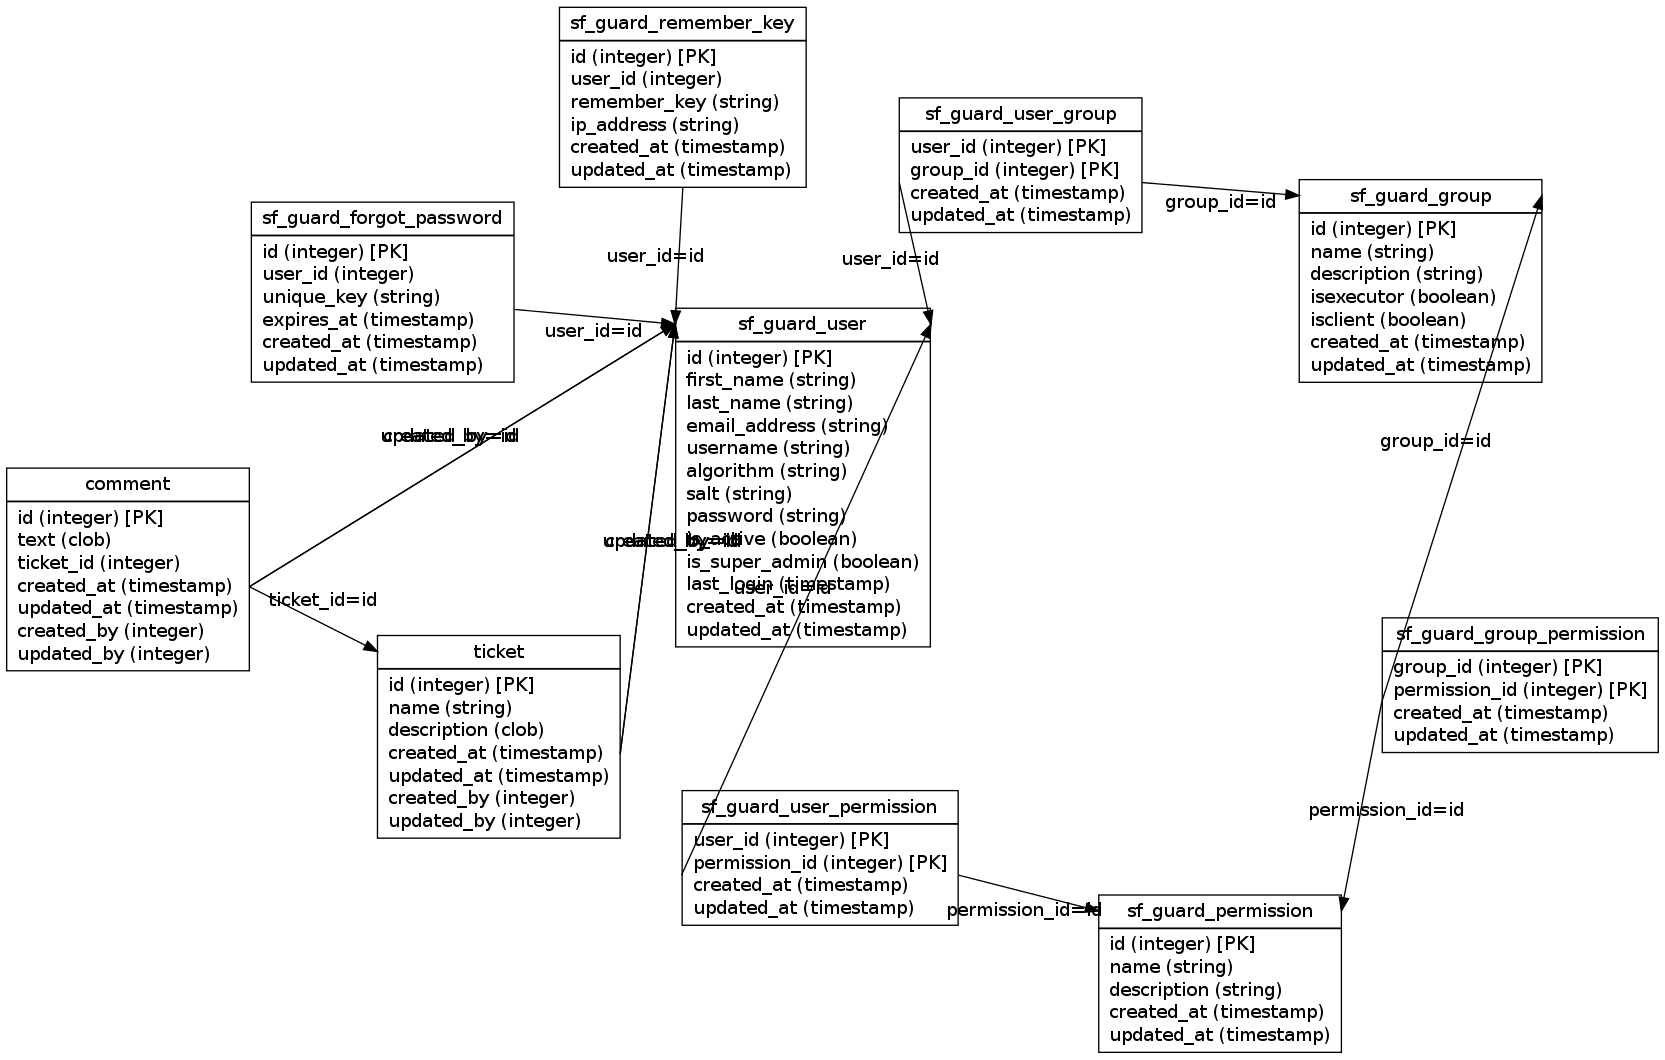 sf_guard_remember_key
id (integer) [PK]
user_id (integer)
remember_key (string)
ip_address (string)
created_at (timestamp)
updated_at (timestamp)
sf_guard_user_group
user_id (integer) [PK]
group_id (integer) [PK]
created_at (timestamp)
updated_at (timestamp)
group_id=id
sf_guard_group
id (integer) [PK]
name (string)
description (string)
isexecutor (boolean)
isclient (boolean)
created_at (timestamp)
updated_at (timestamp)
sf_guard_forgot_password
id (integer) [PK]
user_id (integer)
unique_key (string)
expires_at (timestamp)
created_at (timestamp)
updated_at (timestamp)
user_id=id
user_id=id
user_id=id
sf_guard_user
id (integer) [PK]
first_name (string)
last_name (string)
email_address (string)
username (string)
algorithm (string)
salt (string)
password (string)
is_active (boolean)
is_super_admin (boolean)
last_login (timestamp)
created_at (timestamp)
updated_at (timestamp)
created_by=id
updated_by=id
created_by=id
updated_by=id
user_id=id
group_id=id
comment
id (integer) [PK]
text (clob)
ticket_id (integer)
created_at (timestamp)
updated_at (timestamp)
created_by (integer)
updated_by (integer)
ticket_id=id
ticket
id (integer) [PK]
name (string)
description (clob)
created_at (timestamp)
updated_at (timestamp)
created_by (integer)
updated_by (integer)
sf_guard_group_permission
group_id (integer) [PK]
permission_id (integer) [PK]
created_at (timestamp)
updated_at (timestamp)
permission_id=id
sf_guard_user_permission
user_id (integer) [PK]
permission_id (integer) [PK]
created_at (timestamp)
updated_at (timestamp)
permission_id=id
sf_guard_permission
id (integer) [PK]
name (string)
description (string)
created_at (timestamp)
updated_at (timestamp)